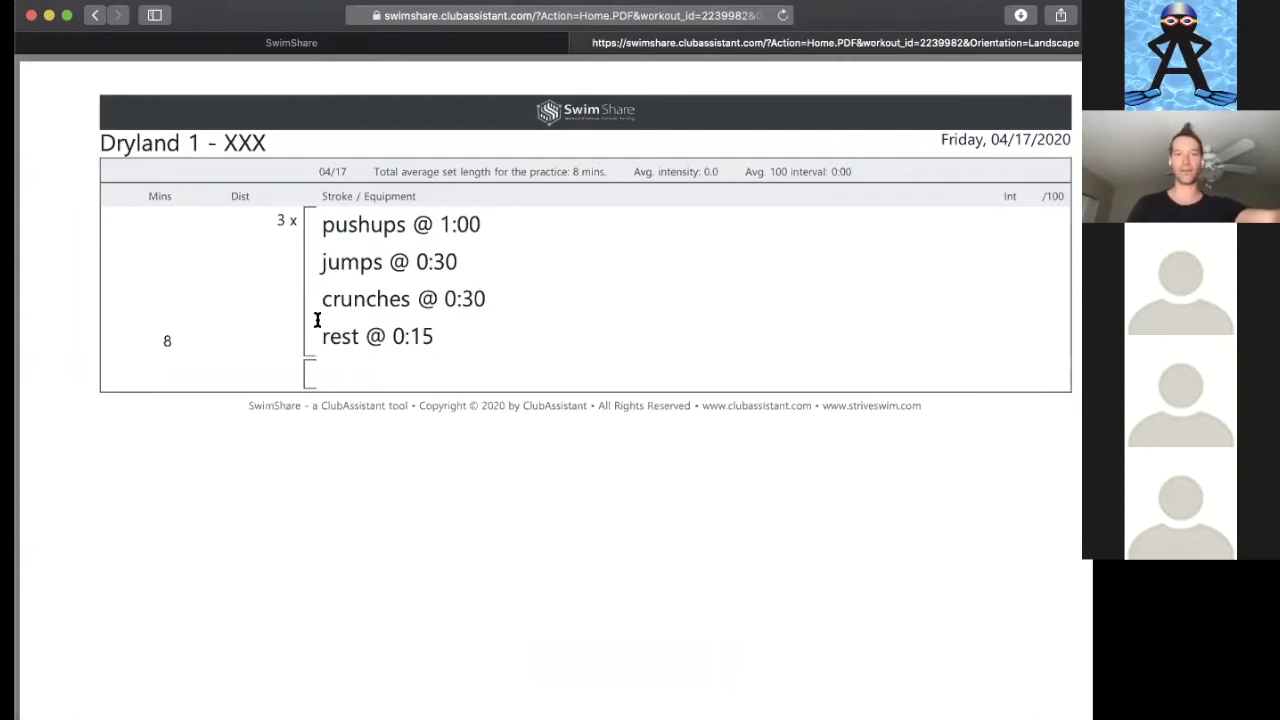 swimshare.clubassistant.com/?Action=Home.PDF&workout_id=2239982&O
SwimShare
https://swimshare.clubassistant.com/?Action=Home.PDF&workout_id=2239982&Orientation=Landscape
SwimShare
Dryland 1 - XXX
Friday, 04/17/2020
04/17 Total average set length for the practice: 8 mins. Avg. intensity: 0.0 Avg. 100 interval: 0:00
Mins Dist Stroke / Equipment Int /100
3 x pushups @ 1:00
jumps @ 0:30
crunches @ 0:30
8 rest @ 0:15
SwimShare - a ClubAssistant tool • Copyright © 2020 by ClubAssistant • All Rights Reserved • www.clubassistant.com • www.striveswim.com